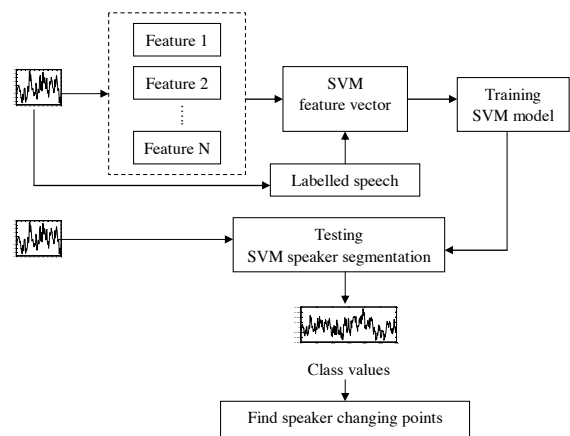 Feature 1
Feature 2
Feature N
SVM
feature vector
Training
SVM model
Labelled speech
Testing
SVM speaker segmentation
Class values
Find speaker changing points